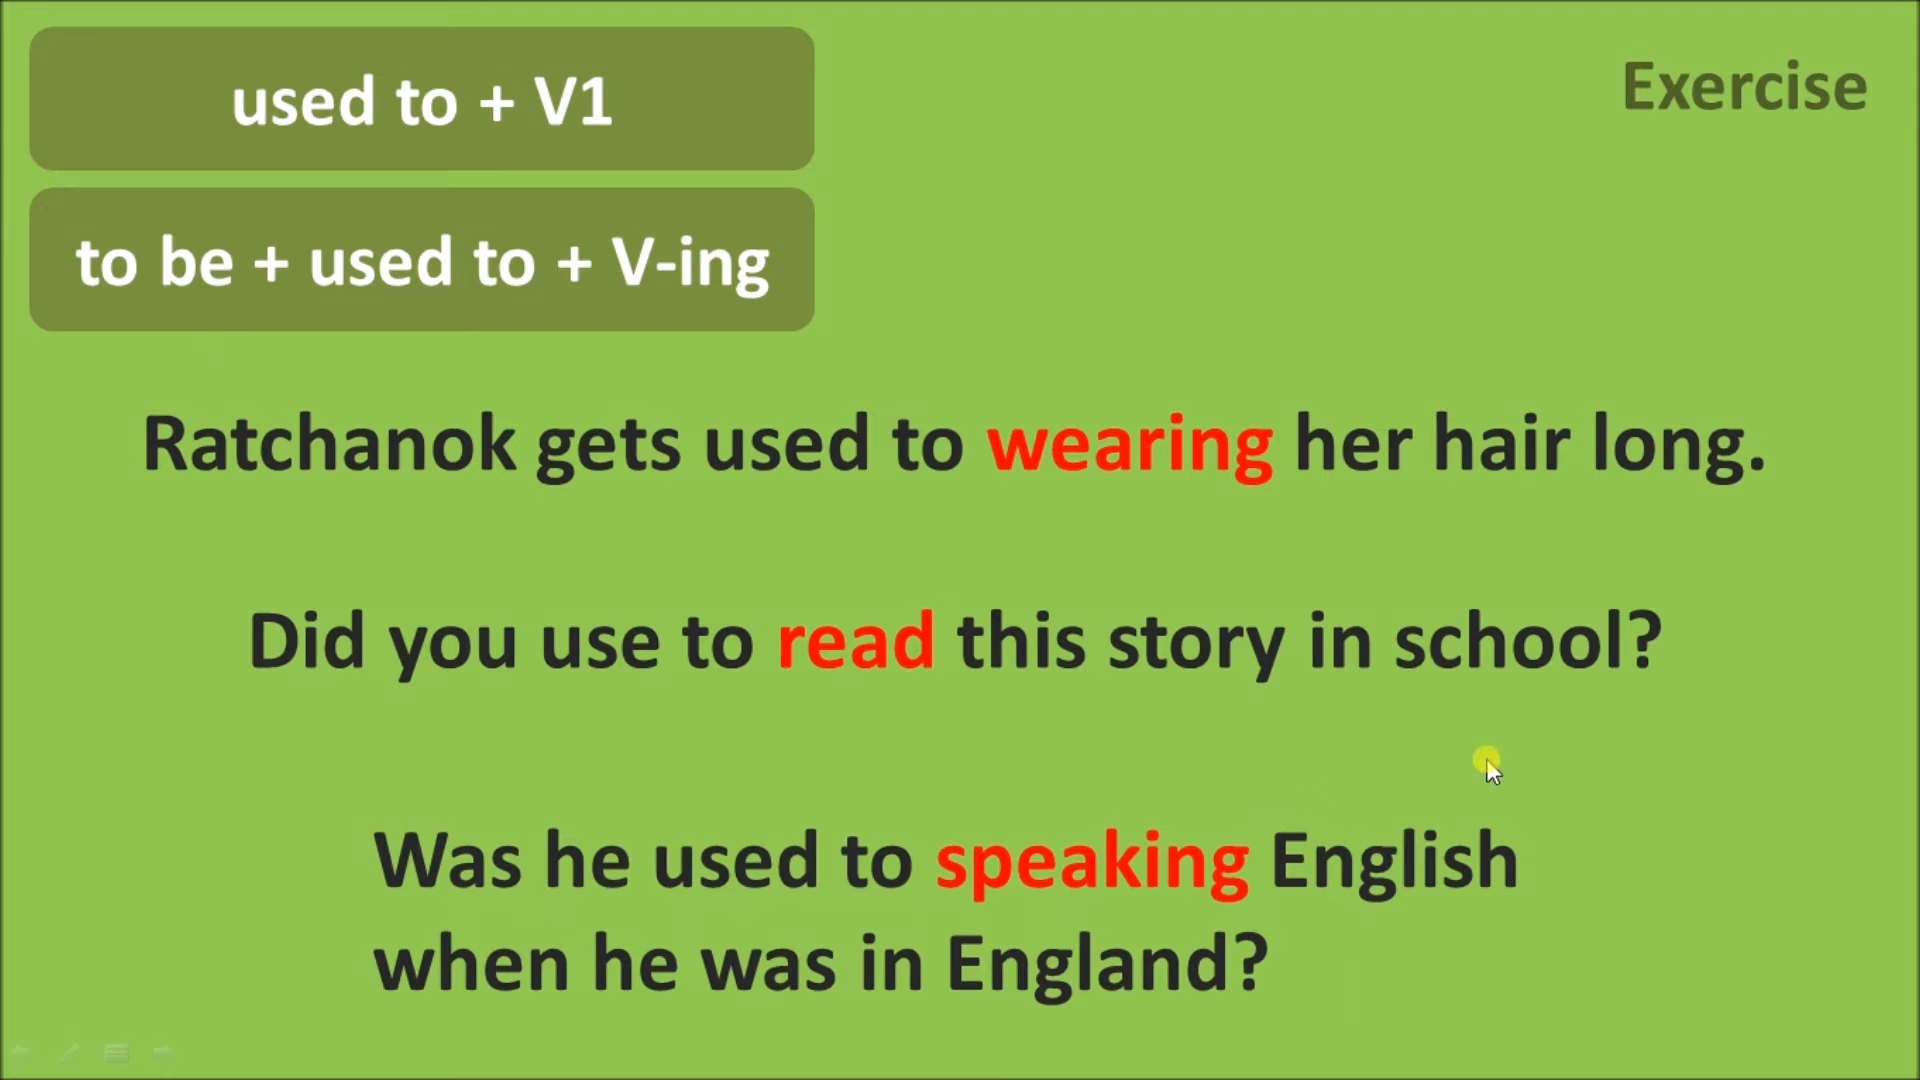 used to + V1
Exercise
to be + used to + V-ing
Ratchanok gets used to wearing her hair long.
Did you use to read this story in school?
Was he used to speaking English
when he was in England?